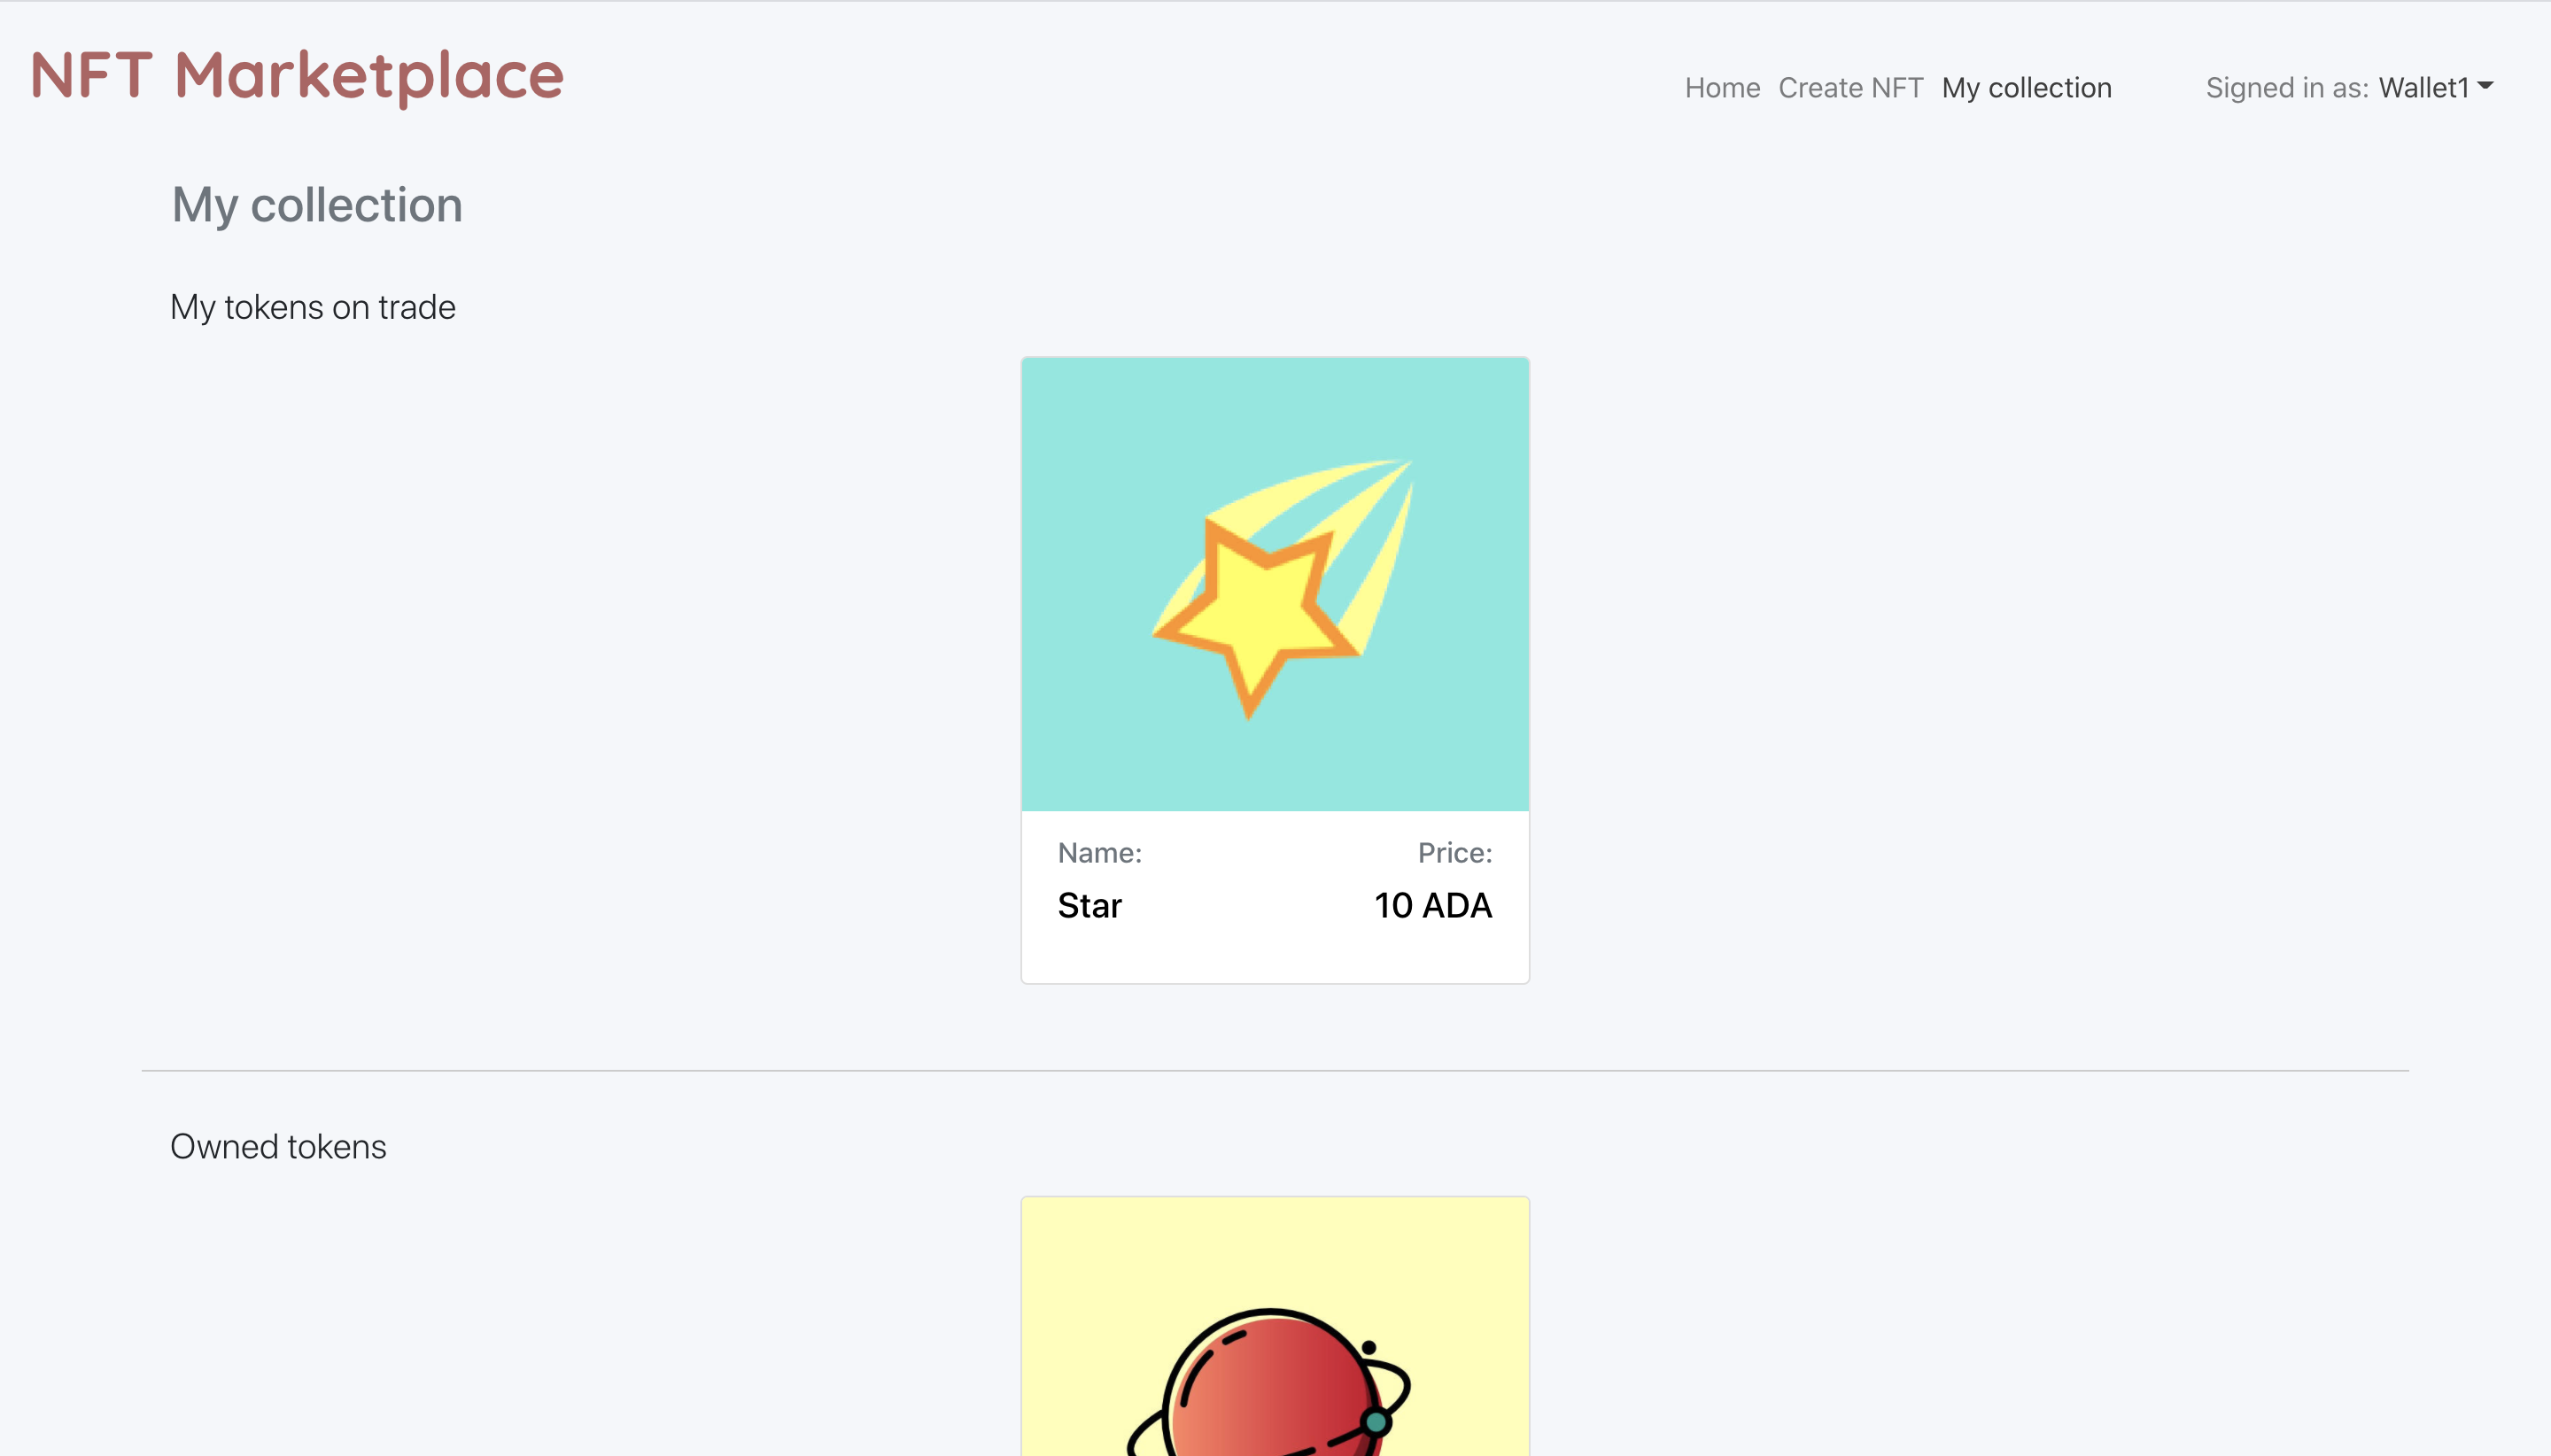 NFT Marketplace
Home Create NFT My collection Signed in as: Wallet1
My collection
My tokens on trade
Name: Price:
Star 10 ADA
Owned tokens